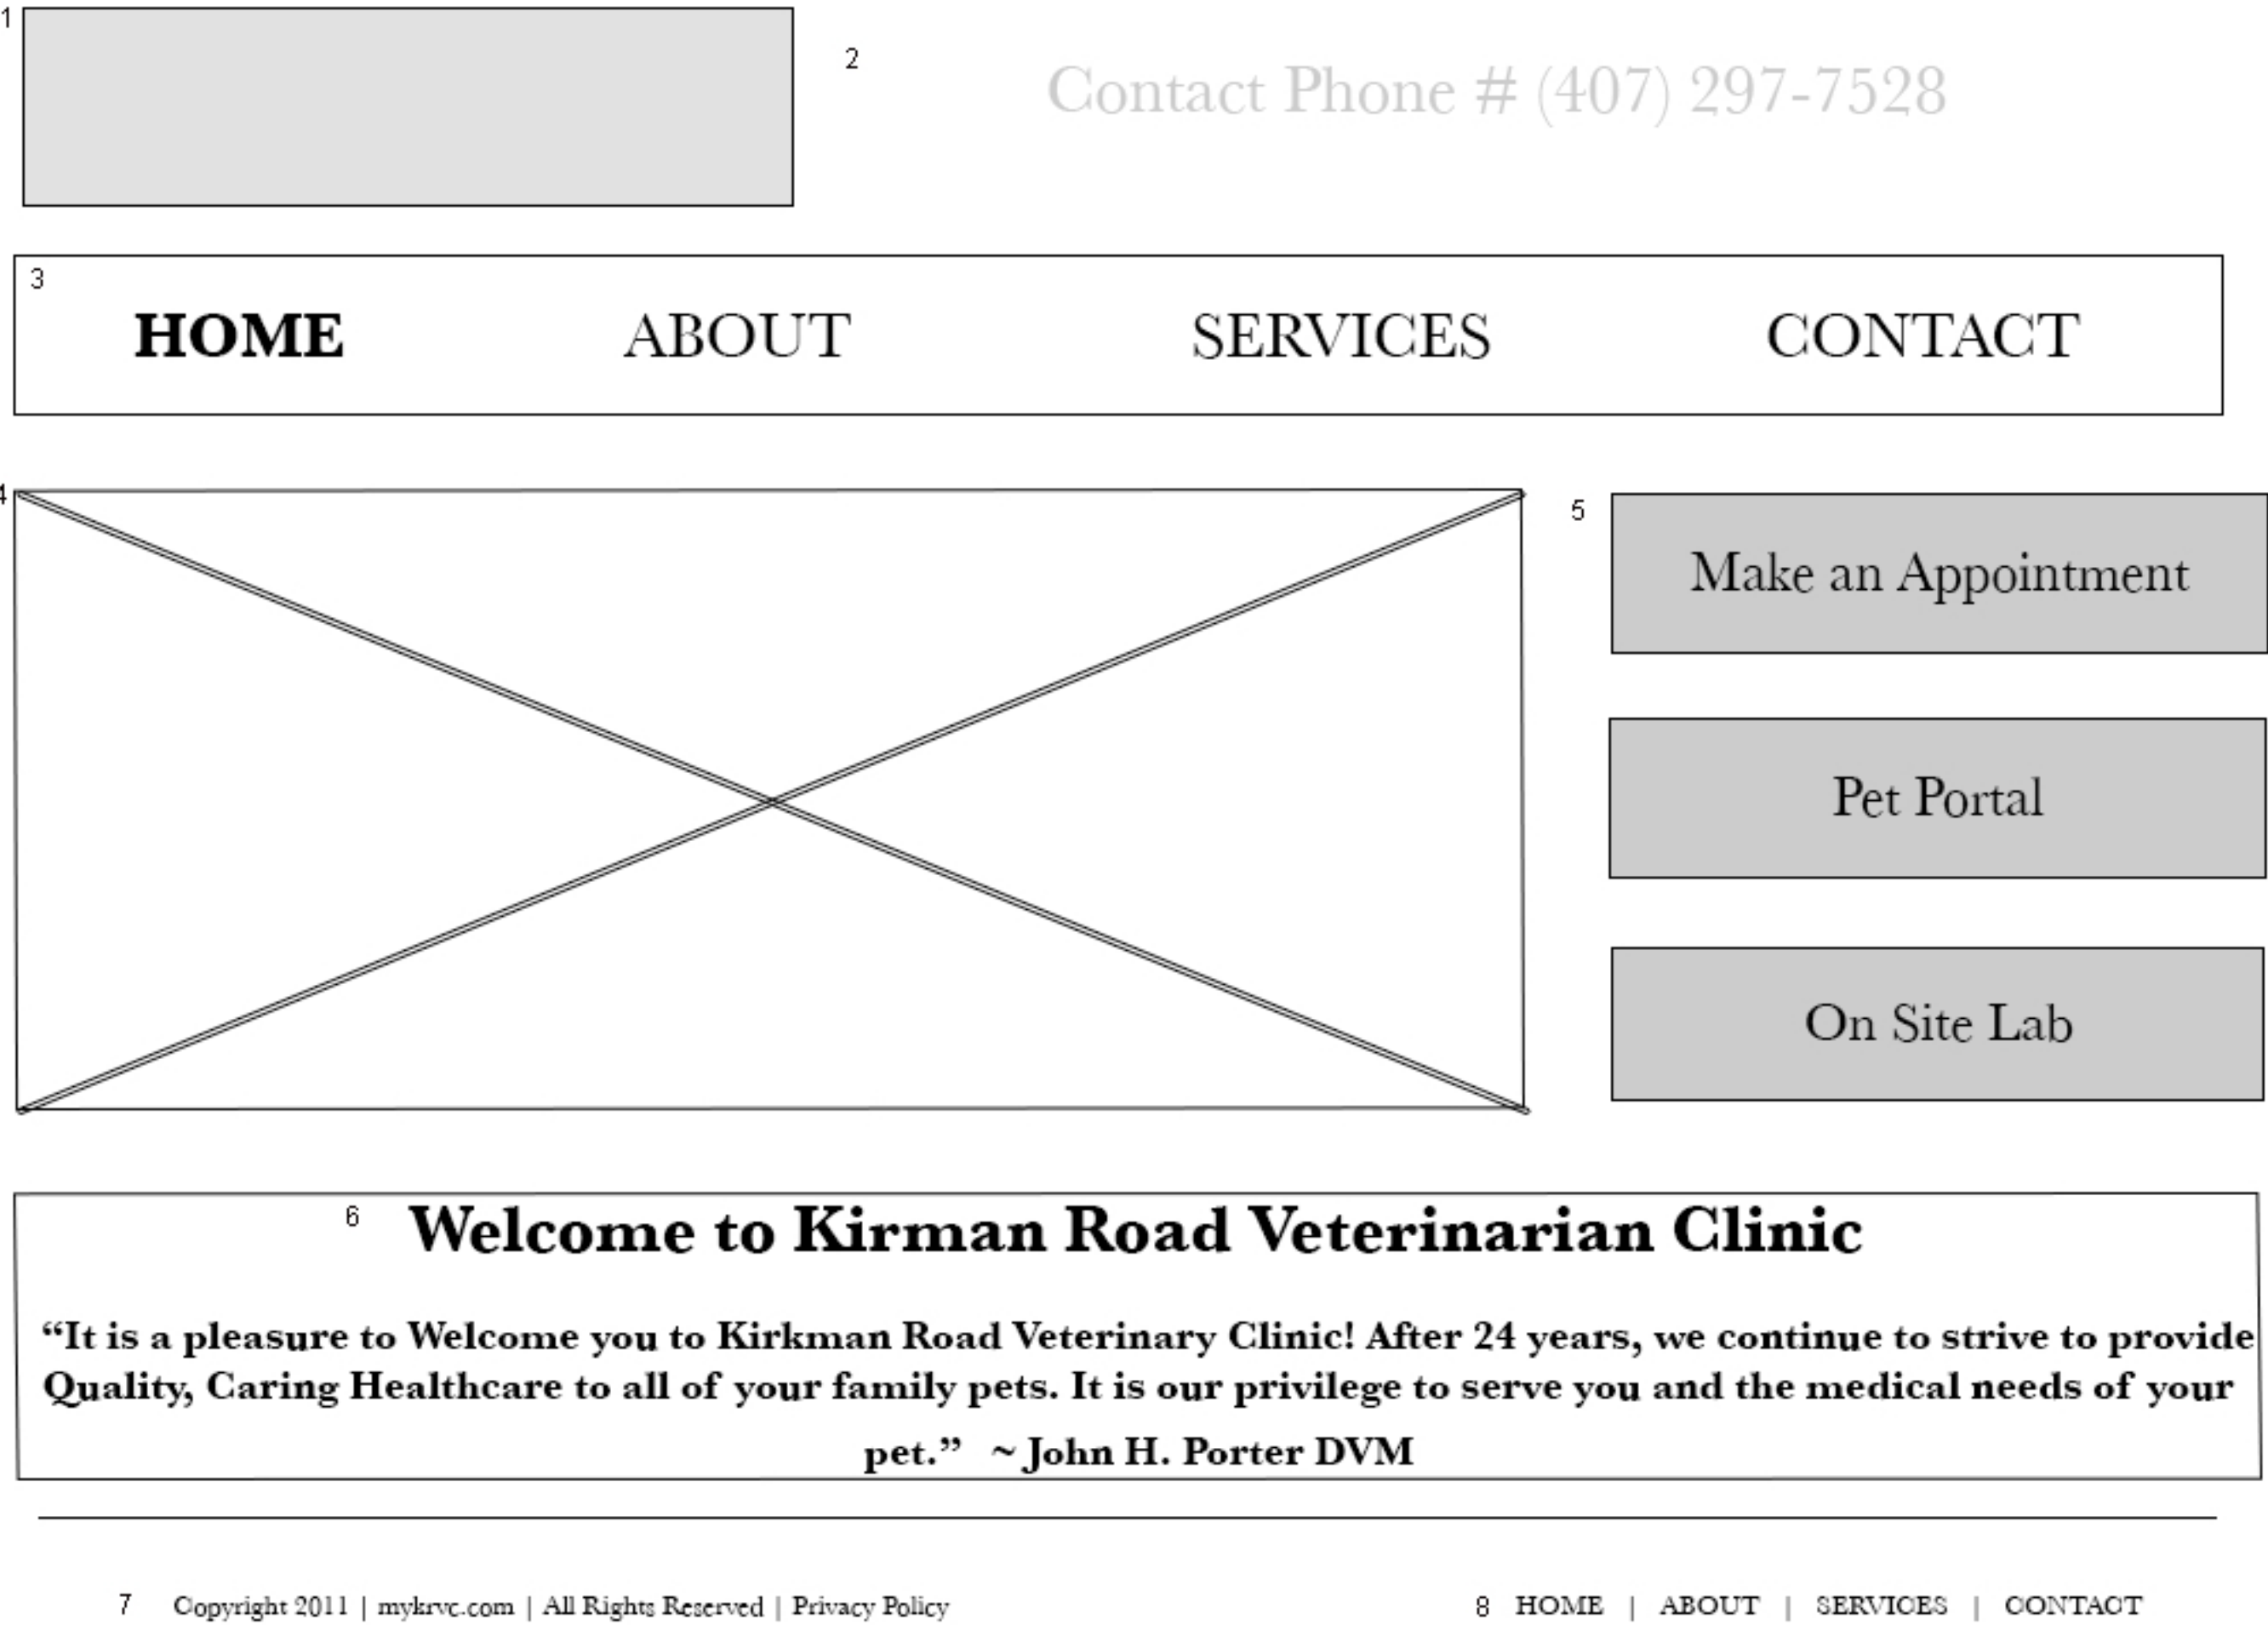 1
2
Contact Phone # (407) 297-7528
3
HOME ABOUT SERVICES CONTACT
4
5
Make an Appointment
Pet Portal
On Site Lab
6 Welcome to Kirman Road Veterinarian Clinic
“It is a pleasure to Welcome you to Kirkman Road Veterinary Clinic! After 24 years, we continue to strive to provide
Quality, Caring Healthcare to all of your family pets. It is our privilege to serve you and the medical needs of your
pet.” ~ John H. Porter DVM
7 Copyright 2011 | mykrvc.com | All Rights Reserved | Privacy Policy
8 HOME | ABOUT | SERVICES | CONTACT